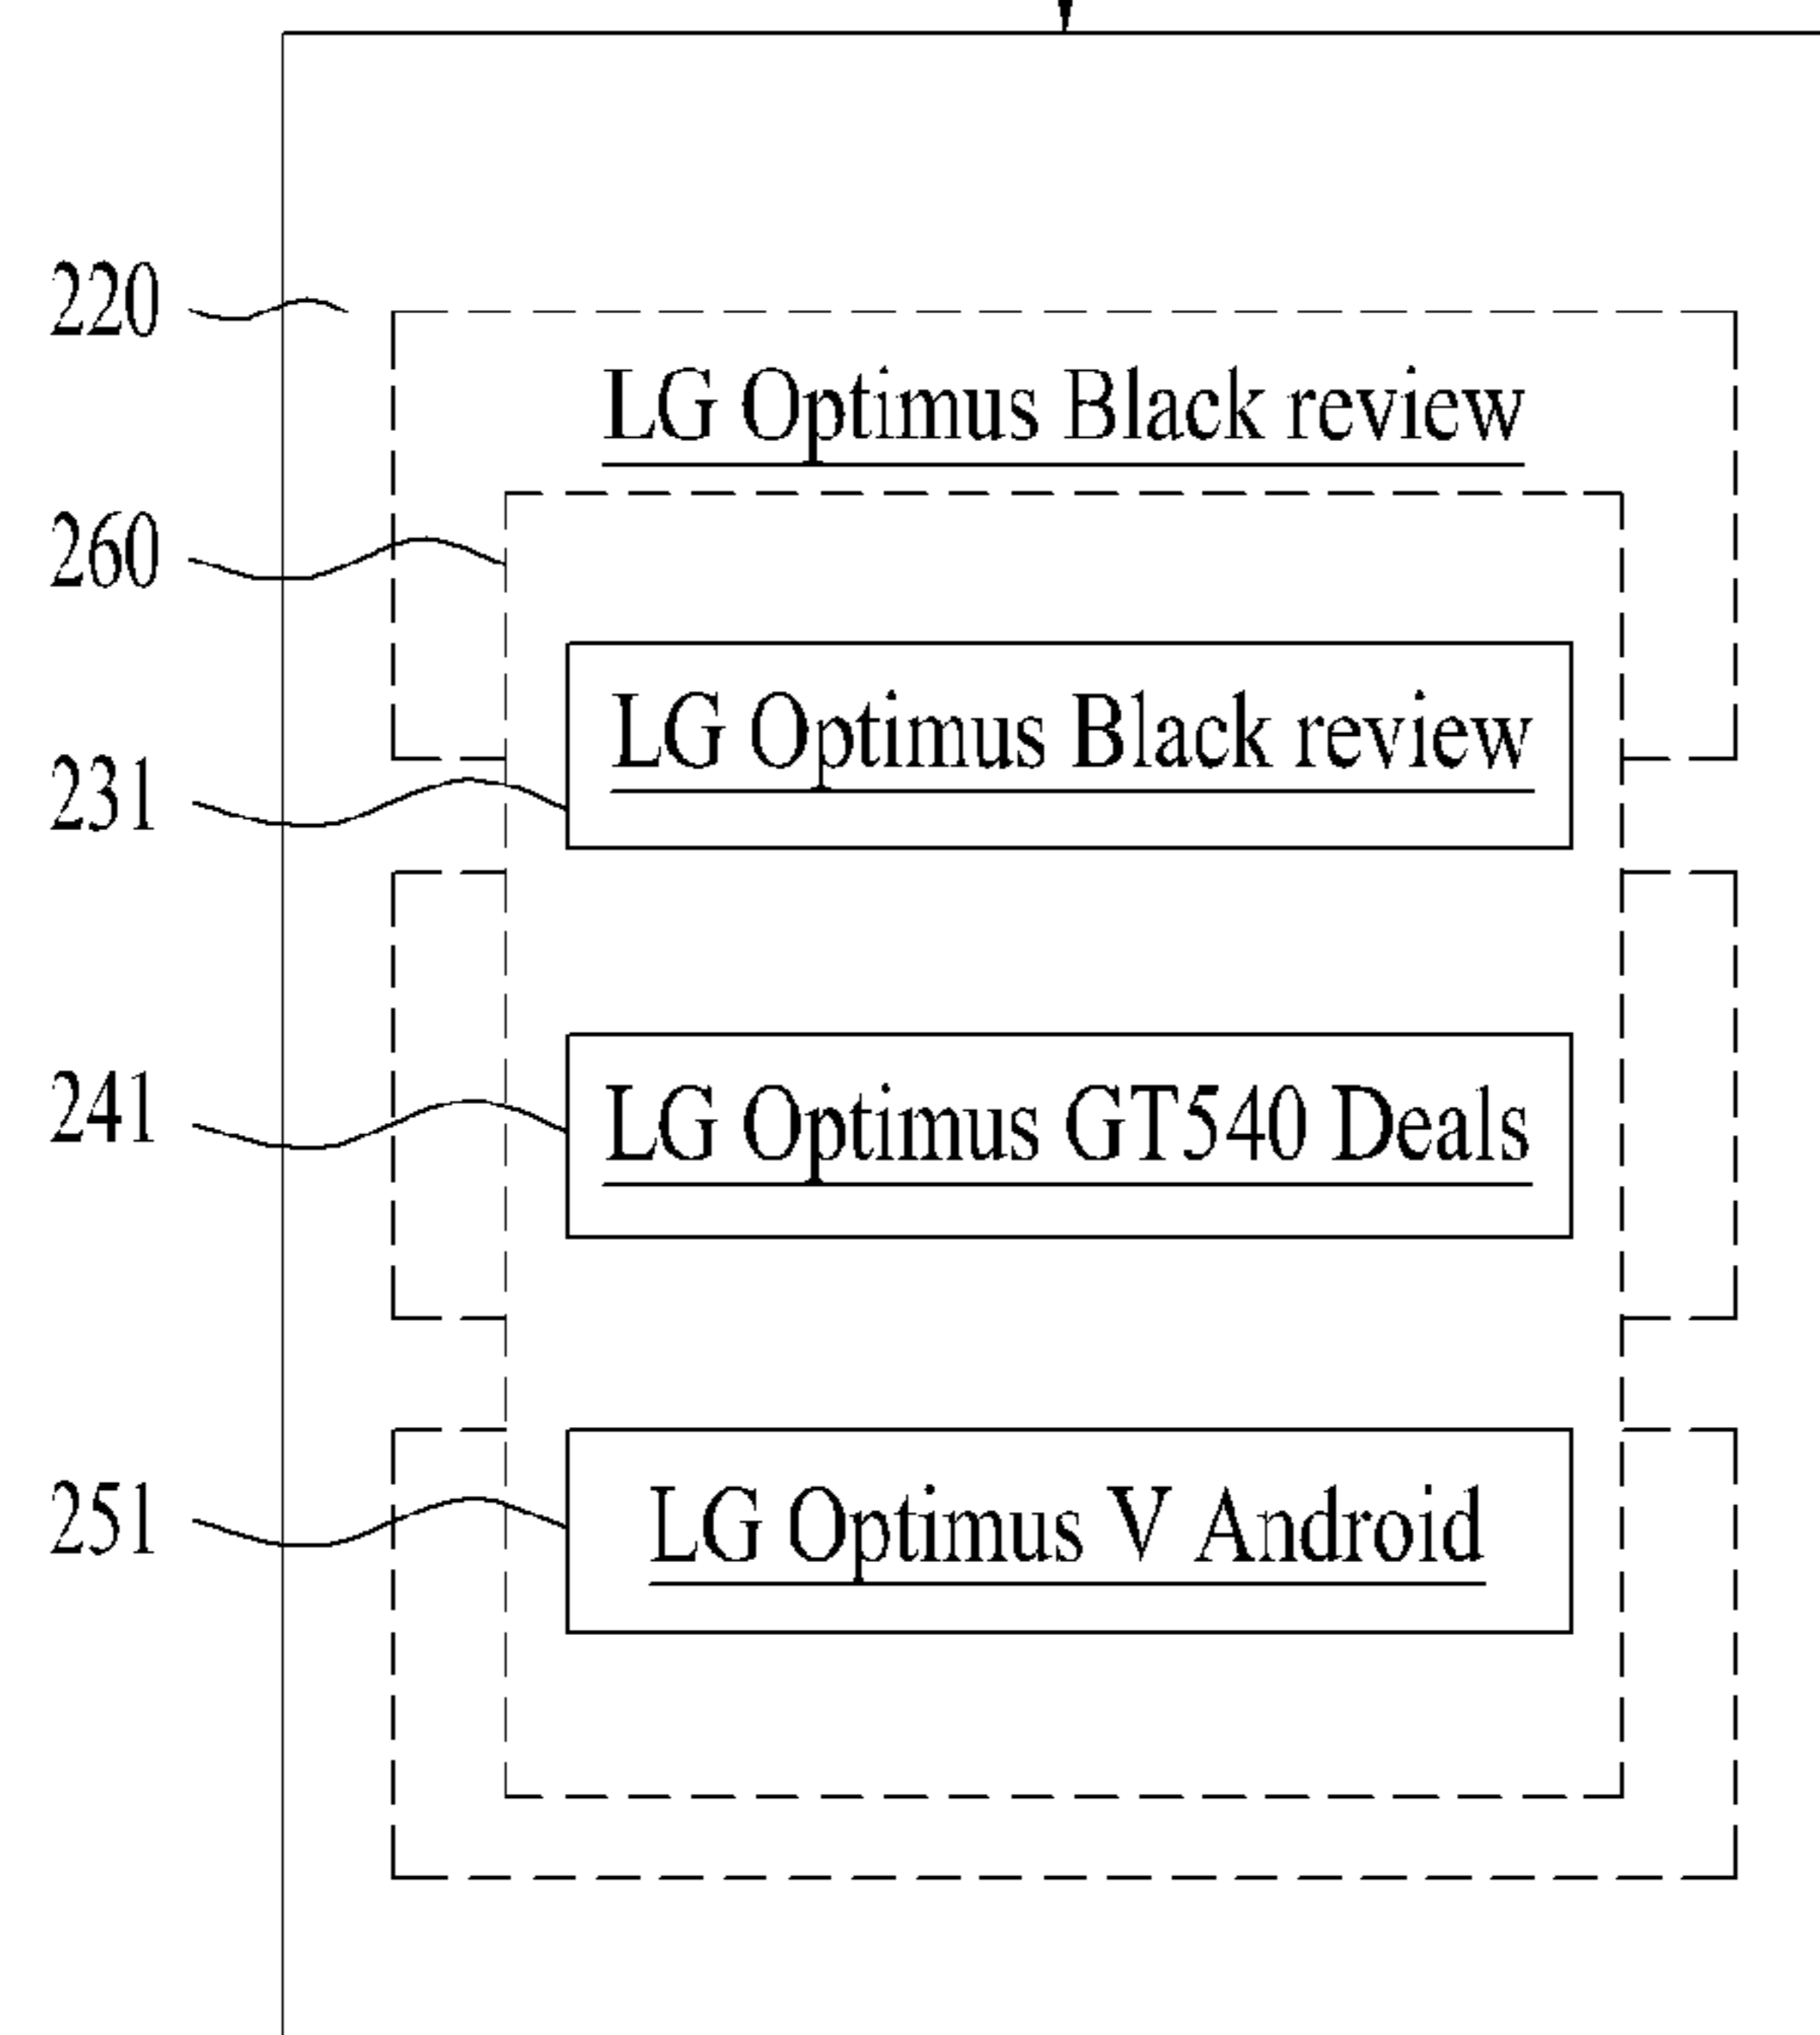 220
LG Optimus Black review
260
LG Optimus Black review
231
LG Optimus GT540 Deals
241
LG Optimus V Android
251